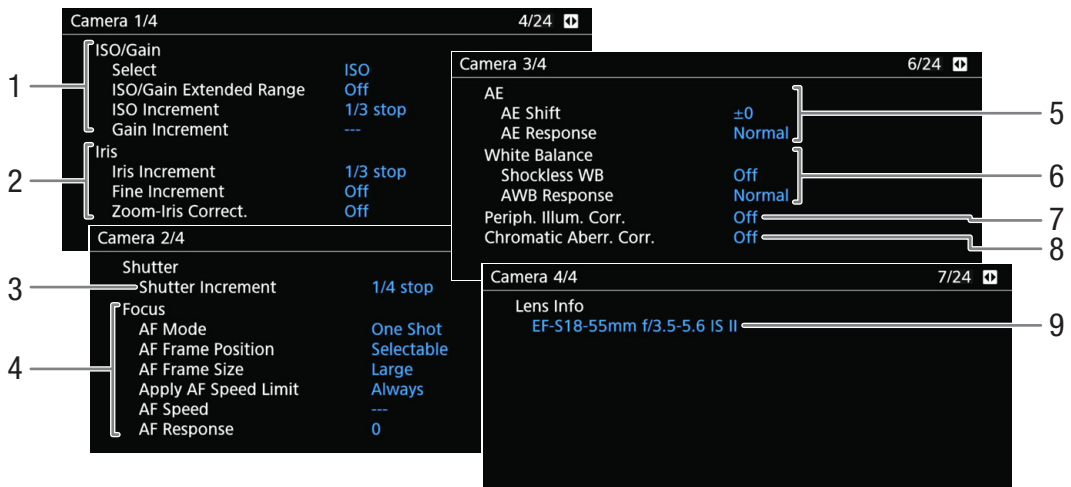 Camera 1/4 4/24
ISO/Gain
Select ISO
ISO/Gain Extended Range Off
ISO Increment 1/3 stop
Gain Increment ---
1
Iris
Iris Increment 1/3 stop
Fine Increment Off
Zoom-Iris Correct. Off
2
Camera 2/4
Shutter
Shutter Increment 1/4 stop
3
Focus
AF Mode One Shot
AF Frame Position Selectable
AF Frame Size Large
Apply AF Speed Limit Always
AF Speed ---
AF Response 0
4
Camera 3/4 6/24
AE
AE Shift ±0
AE Response Normal
5
White Balance
Shockless WB Off
AWB Response Normal
6
Periph. Illum. Corr. Off
7
Chromatic Aberr. Corr. Off
8
Camera 4/4 7/24
Lens Info
EF-S18-55mm f/3.5-5.6 IS II
9